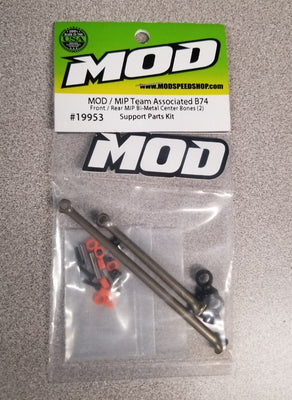 USA
MOD
www.MODSPEEDSHOP.com
MOD / MIP Team Associated B74
Front / Rear MIP Bi-Metal Center Bones (2)
#19953 Support Parts Kit
MOD